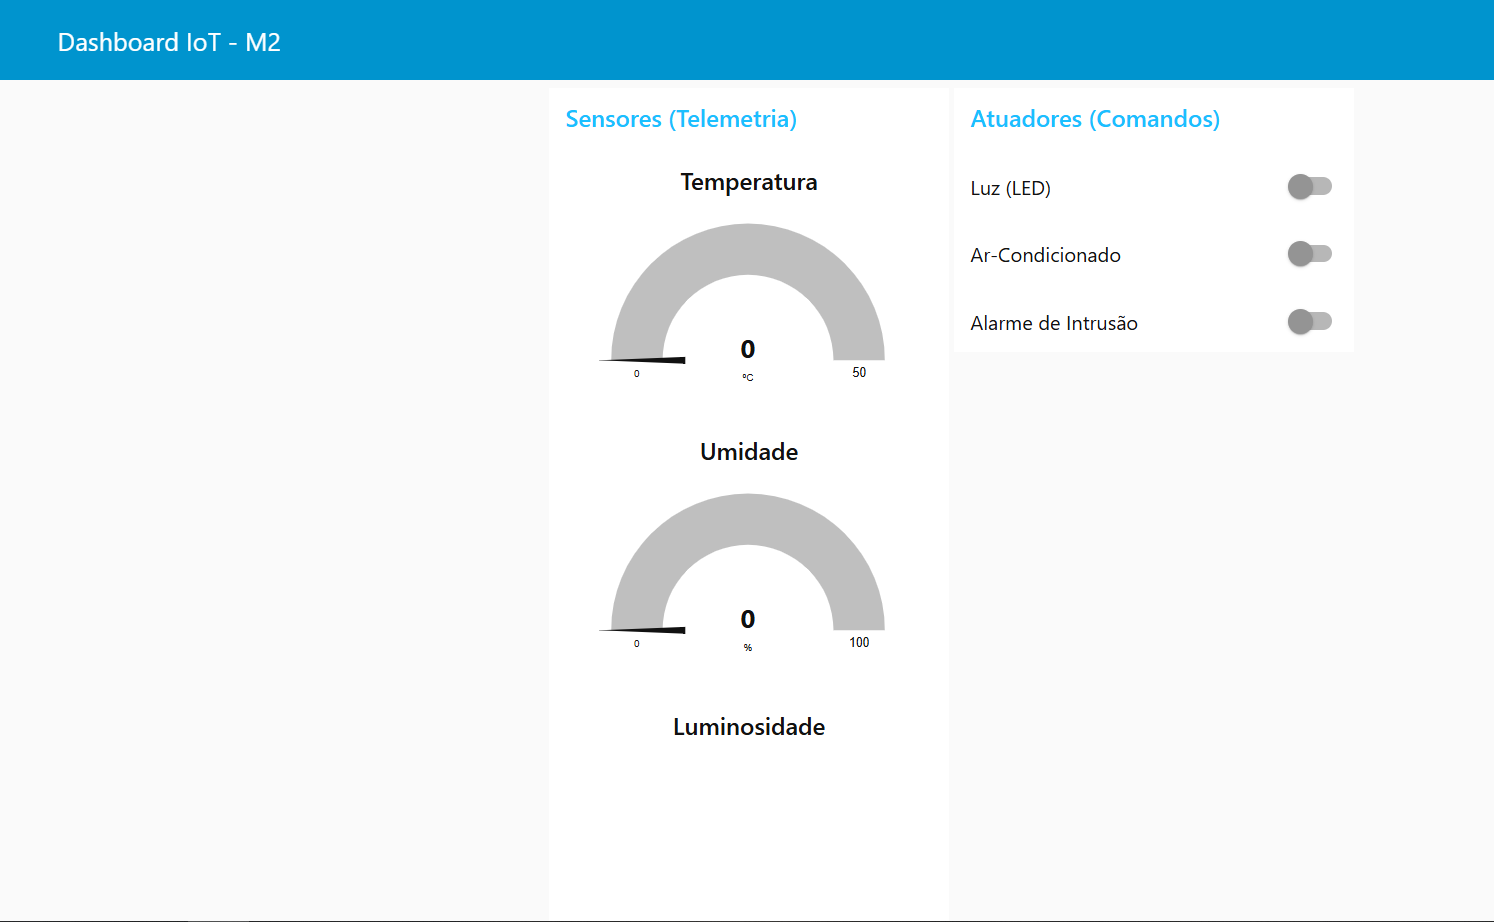 Dashboard IoT - M2
Sensores (Telemetria)
Temperatura
0
ºC
0
50
Umidade
0
%
0
100
Luminosidade
Atuadores (Comandos)
Luz (LED)
Ar-Condicionado
Alarme de Intrusão